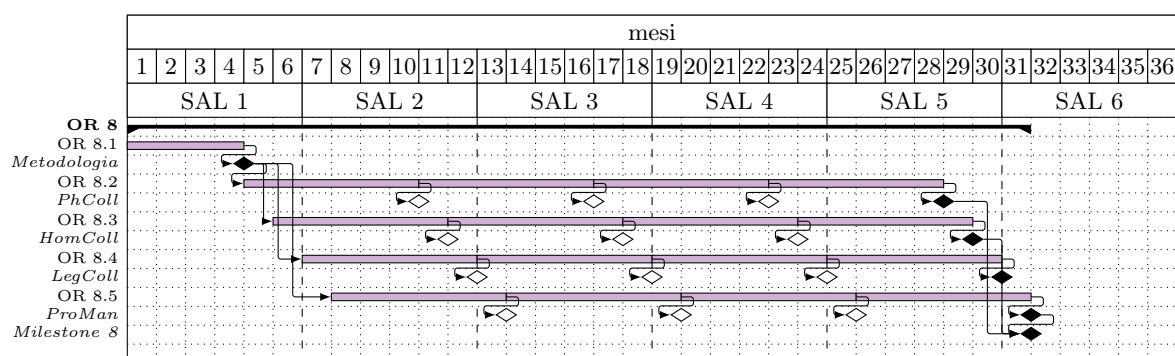 mesi
1 2 3 4 5 6 7 8 9 10 11 12 13 14 15 16 17 18 19 20 21 22 23 24 25 26 27 28 29 30 31 32 33 34 35 36
SAL 1 SAL 2 SAL 3 SAL 4 SAL 5 SAL 6
OR 8
OR 8.1
Metodologia
OR 8.2
PhColl
OR 8.3
HomColl
OR 8.4
LegColl
OR 8.5
ProMan
Milestone 8